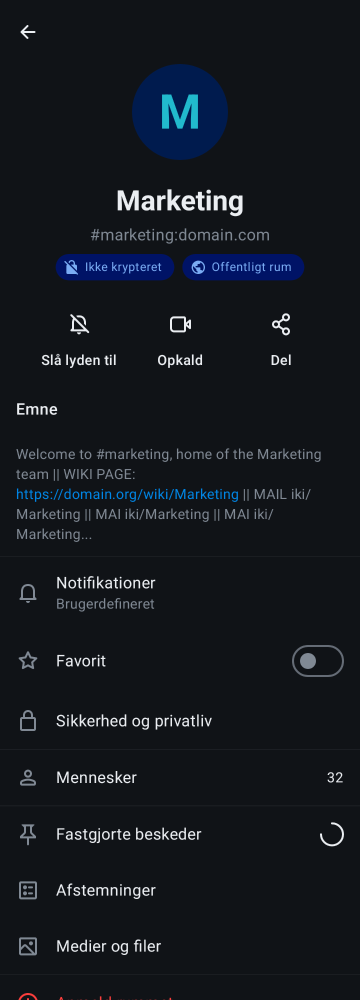 M
Marketing
#marketing:domain.com
Ikke krypteret
Offentligt rum
Slå lyden til
Opkald
Del
Emne
Welcome to #marketing, home of the Marketing
team || WIKI PAGE:
https://domain.org/wiki/Marketing || MAIL iki/
Marketing || MAI iki/Marketing || MAI iki/
Marketing...
Notifikationer
Brugerdefineret
Favorit
Sikkerhed og privatliv
Mennesker
32
Fastgjorte beskeder
Afstemninger
Medier og filer